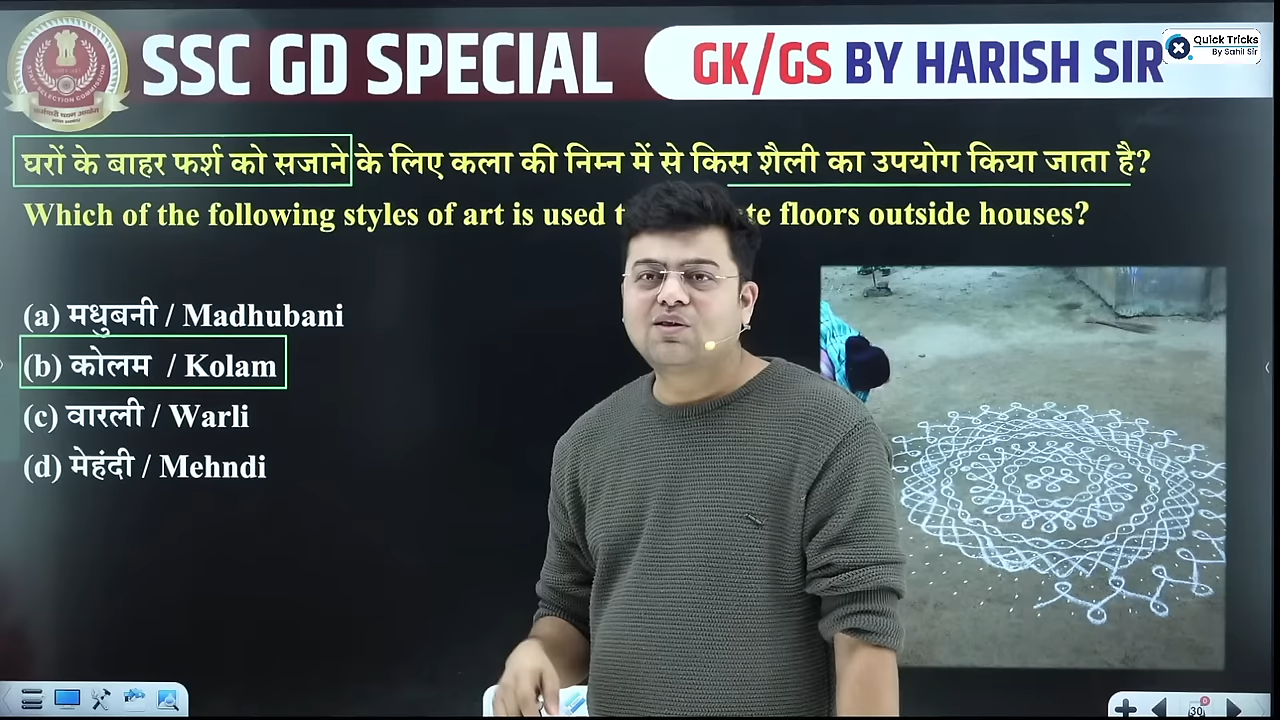 SSC GD SPECIAL
GK/GS BY HARISH SIR
Quick Tricks
By Sahil Sir
घरों के बाहर फर्श को सजाने के लिए कला की निम्न में से किस शैली का उपयोग किया जाता है?
Which of the following styles of art is used floors outside houses?
(a) मधुबनी / Madhubani
(b) कोलम / Kolam
(c) वारली / Warli
(d) मेहंदी / Mehndi
30